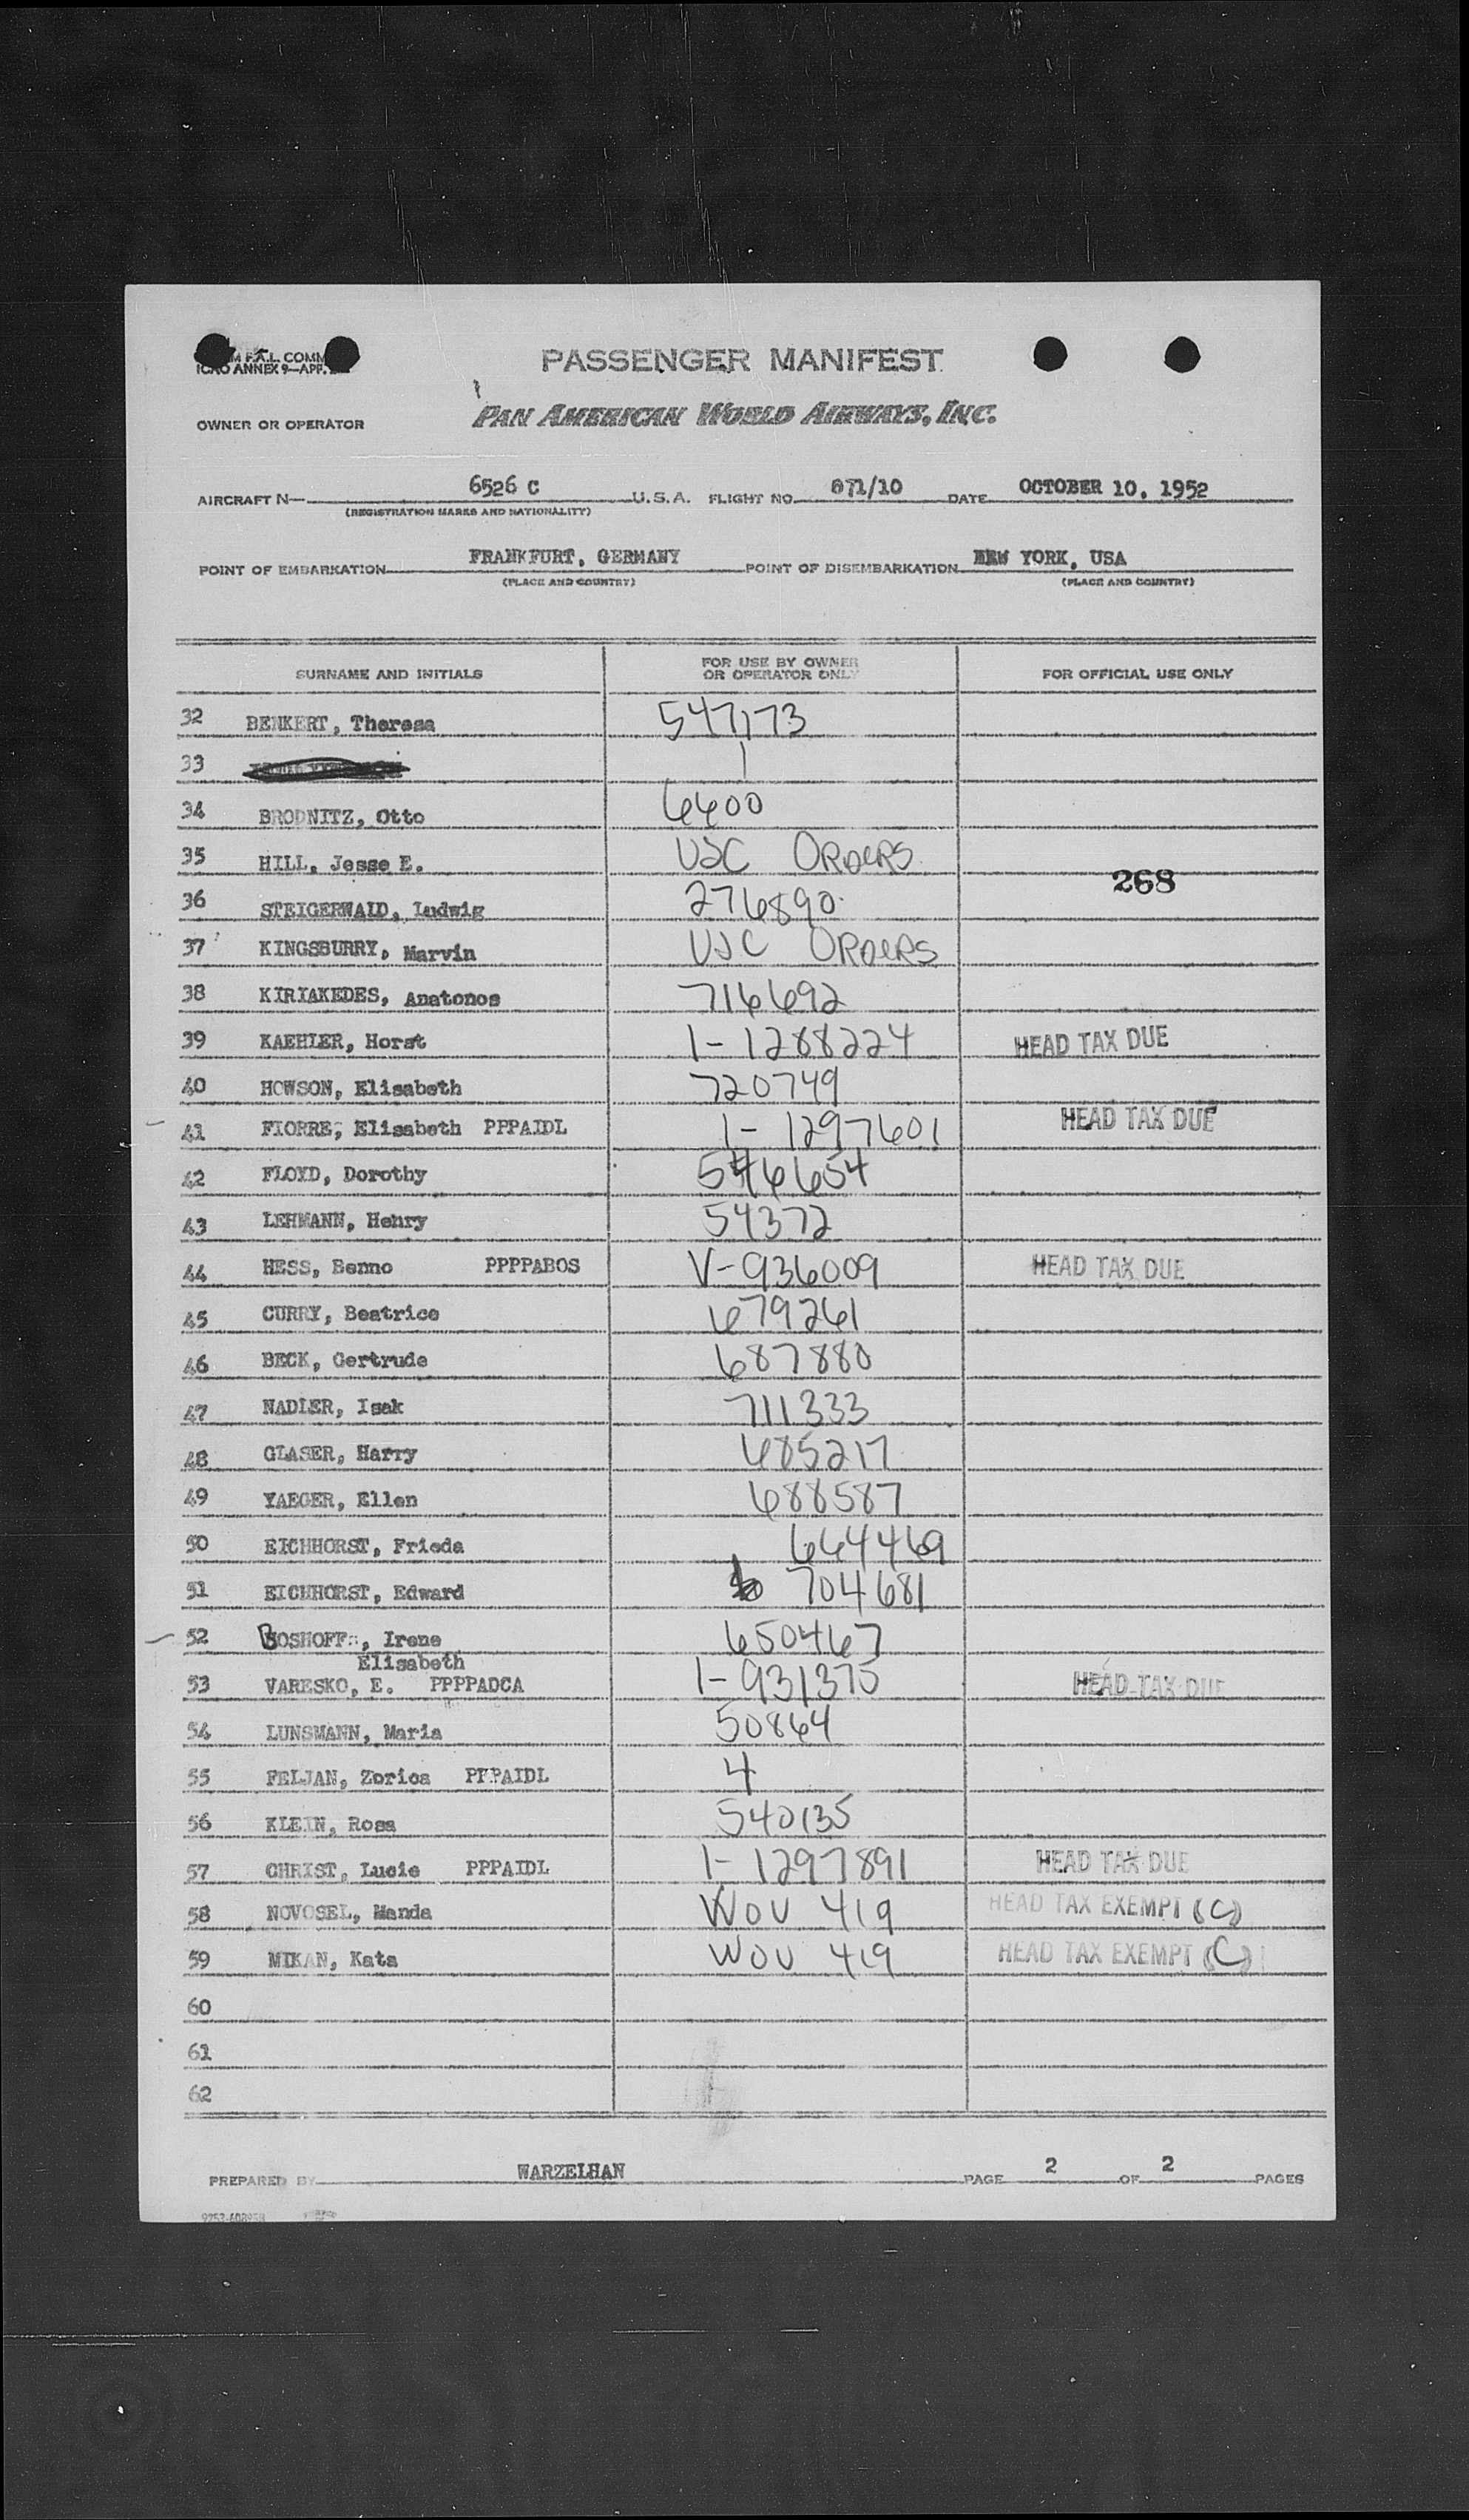 M F.A.L. COMM
ICAO ANNEX 9—APP.
PASSENGER MANIFEST
OWNER OR OPERATOR PAN AMERICAN WORLD AIRWAYS, INC.
AIRCRAFT N— 6526 C U.S.A. FLIGHT NO. 071/10 DATE OCTOBER 10, 1952
(REGISTRATION MARKS AND NATIONALITY)
POINT OF EMBARKATION FRANKFURT, GERMANY POINT OF DISEMBARKATION NEW YORK, USA
(PLACE AND COUNTRY) (PLACE AND COUNTRY)
SURNAME AND INITIALS FOR USE BY OWNER OR OPERATOR ONLY FOR OFFICIAL USE ONLY
32 BENKERT, Theresa 547173
33
34 BRODNITZ, Otto 6400
35 HILL, Jesse E. USC ORDERS
268
36 STEIGERWALD, Ludwig 276890
37 KINGSBURRY, Marvin USC ORDERS
38 KIRIAKEDES, Anatonos 716692
39 KAEHLER, Horst I-1288224 HEAD TAX DUE
40 HOWSON, Elisabeth 720749
41 FIORRE, Elisabeth PPPAIDL I-1297601 HEAD TAX DUE
42 FLOYD, Dorothy 546654
43 LEHMANN, Henry 54372
44 HESS, Benno PPPPABOS V-936009 HEAD TAX DUE
45 CURRY, Beatrice 679261
46 BECK, Gertrude 687880
47 NADLER, Isak 711333
48 GLASER, Harry 685217
49 YAEGER, Ellen 688587
50 EICHHORST, Frieda 664469
51 EICHHORST, Edward 704681
52 BOSHOFF, Irene 650467
Elisabeth
53 VARESKO, E. PPPPADCA I-931375 HEAD TAX DUE
54 LUNSMANN, Maria 50864
55 FELJAN, Zorica PPPAIDL 4
56 KLEIN, Rosa 540135
57 CHRIST, Lucie PPPAIDL I-1297891 HEAD TAX DUE
58 NOVOSEL, Manda WOV 419 HEAD TAX EXEMPT (C)
59 MIKAN, Kata WOV 419 HEAD TAX EXEMPT (C)
60
61
62
PREPARED BY WARZELHAN PAGE 2 OF 2 PAGES